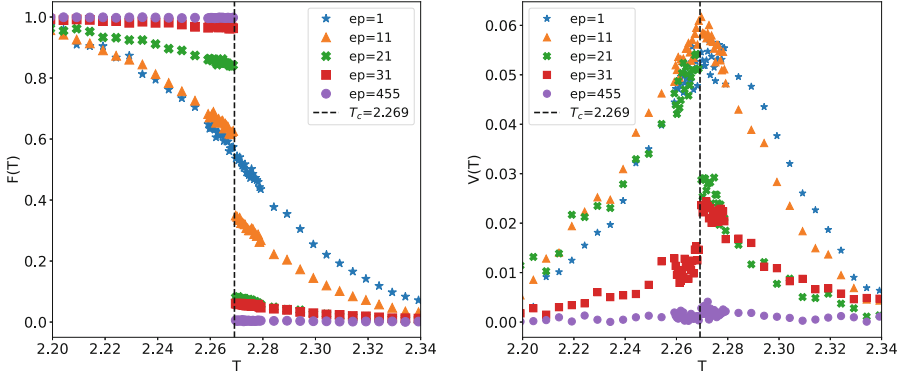 F(T)
1.0
0.8
0.6
0.4
0.2
0.0
2.20 2.22 2.24 2.26 2.28 2.30 2.32 2.34
T
ep=1
ep=11
ep=21
ep=31
ep=455
T_c=2.269
V(T)
0.06
0.05
0.04
0.03
0.02
0.01
0.00
2.20 2.22 2.24 2.26 2.28 2.30 2.32 2.34
T
ep=1
ep=11
ep=21
ep=31
ep=455
T_c=2.269